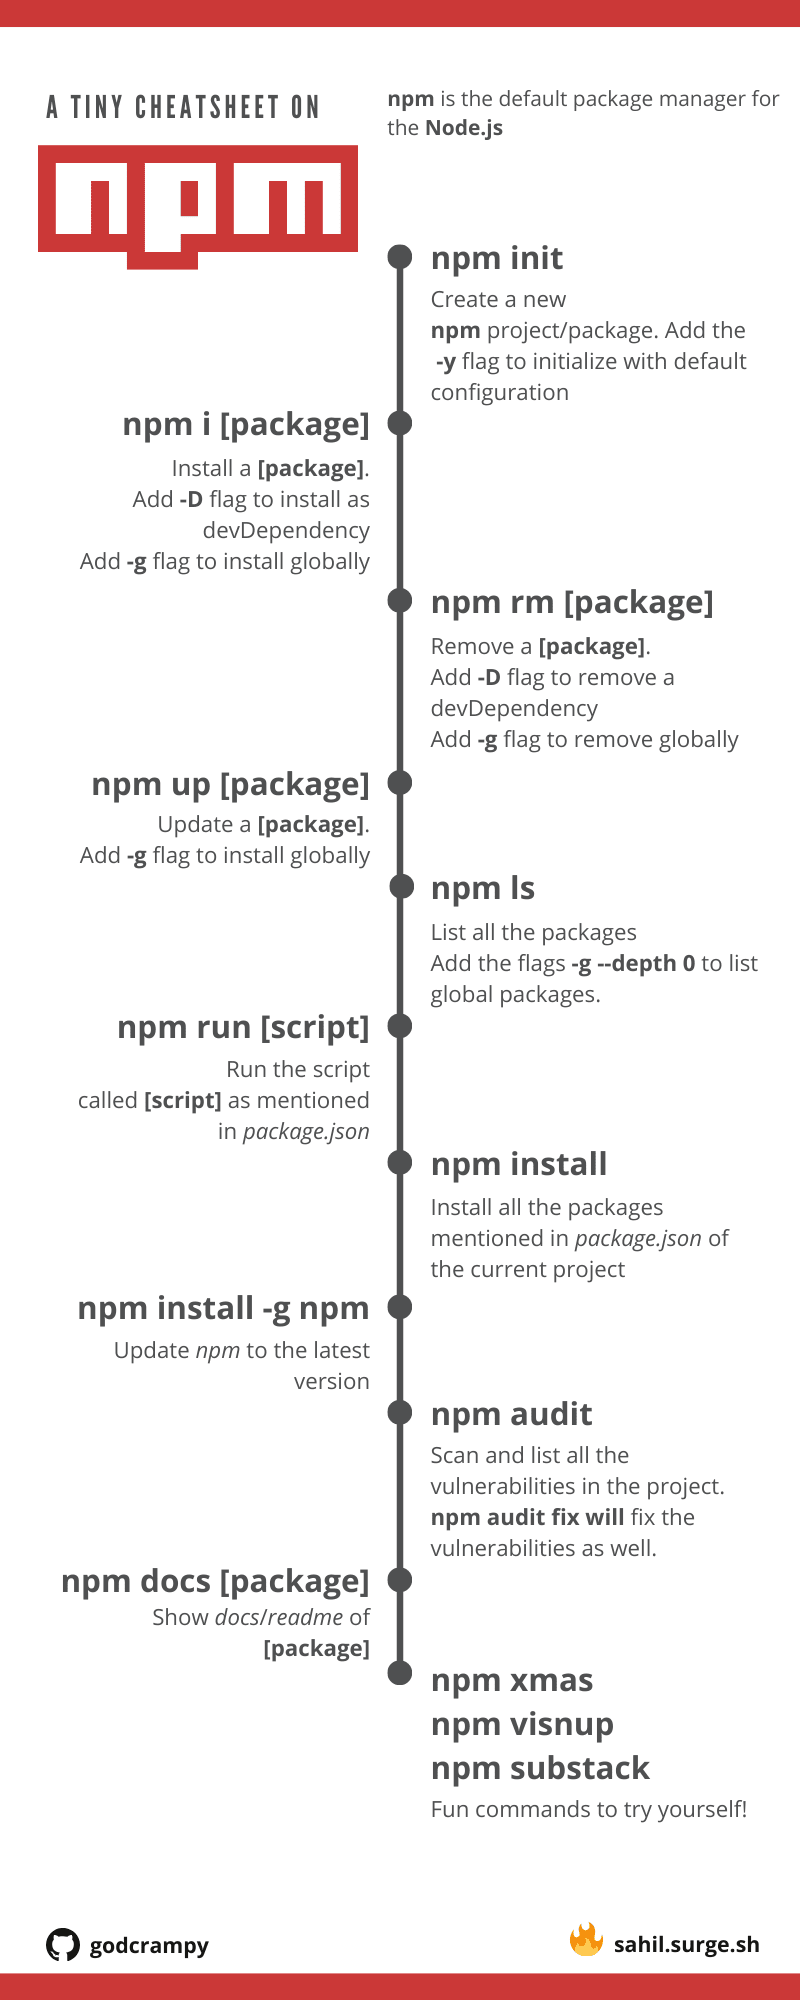 A TINY CHEATSHEET ON
npm
npm is the default package manager for
the Node.js
npm init
Create a new
npm project/package. Add the
-y flag to initialize with default
configuration
npm i [package]
Install a [package].
Add -D flag to install as
devDependency
Add -g flag to install globally
npm rm [package]
Remove a [package].
Add -D flag to remove a
devDependency
Add -g flag to remove globally
npm up [package]
Update a [package].
Add -g flag to install globally
npm ls
List all the packages
Add the flags -g --depth 0 to list
global packages.
npm run [script]
Run the script
called [script] as mentioned
in package.json
npm install
Install all the packages
mentioned in package.json of
the current project
npm install -g npm
Update npm to the latest
version
npm audit
Scan and list all the
vulnerabilities in the project.
npm audit fix will fix the
vulnerabilities as well.
npm docs [package]
Show docs/readme of
[package]
npm xmas
npm visnup
npm substack
Fun commands to try yourself!
godcrampy
sahil.surge.sh